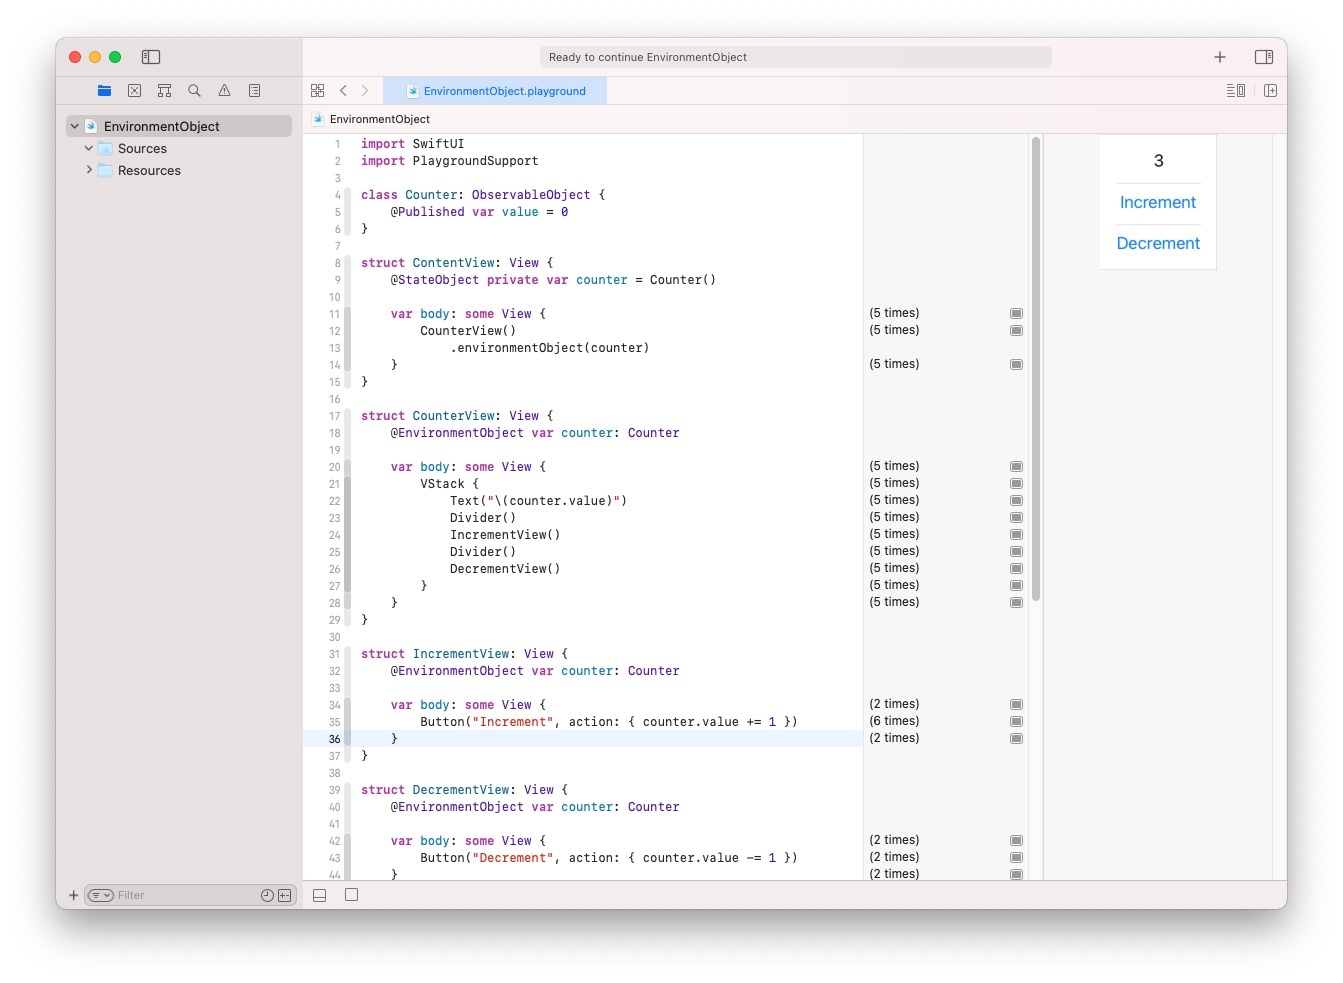 Ready to continue EnvironmentObject
EnvironmentObject.playground
EnvironmentObject
Sources
Resources
Filter
EnvironmentObject
1 import SwiftUI
2 import PlaygroundSupport
3
4 class Counter: ObservableObject {
5     @Published var value = 0
6 }
7
8 struct ContentView: View {
9     @StateObject private var counter = Counter()
10
11     var body: some View { (5 times)
12         CounterView() (5 times)
13             .environmentObject(counter)
14     } (5 times)
15 }
16
17 struct CounterView: View {
18     @EnvironmentObject var counter: Counter
19
20     var body: some View { (5 times)
21         VStack { (5 times)
22             Text("\(counter.value)") (5 times)
23             Divider() (5 times)
24             IncrementView() (5 times)
25             Divider() (5 times)
26             DecrementView() (5 times)
27         } (5 times)
28     } (5 times)
29 }
30
31 struct IncrementView: View {
32     @EnvironmentObject var counter: Counter
33
34     var body: some View { (2 times)
35         Button("Increment", action: { counter.value += 1 }) (6 times)
36     } (2 times)
37 }
38
39 struct DecrementView: View {
40     @EnvironmentObject var counter: Counter
41
42     var body: some View { (2 times)
43         Button("Decrement", action: { counter.value -= 1 }) (2 times)
44     } (2 times)
3
Increment
Decrement